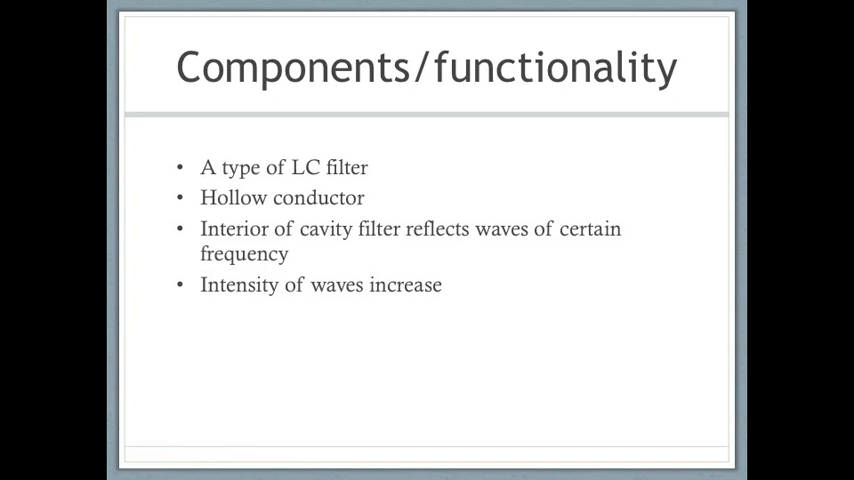 Components/functionality
• A type of LC filter
• Hollow conductor
• Interior of cavity filter reflects waves of certain
frequency
• Intensity of waves increase